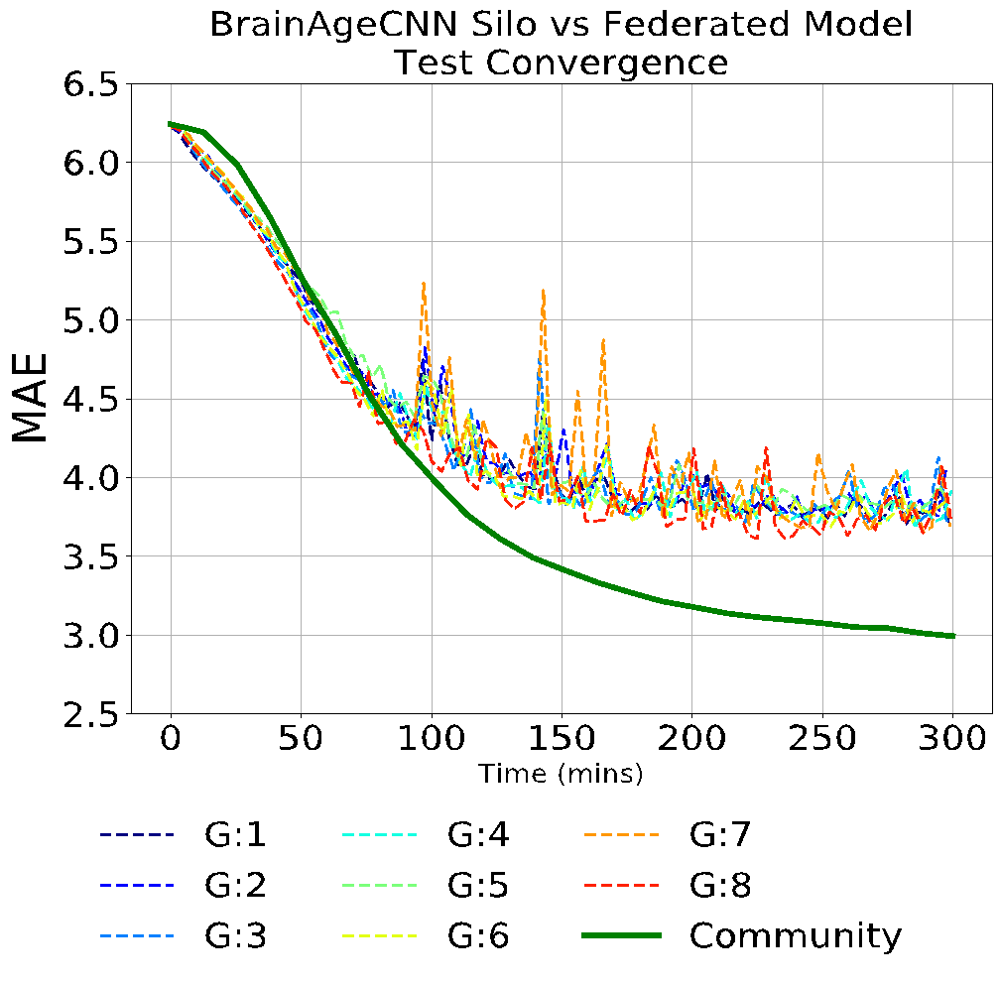 BrainAgeCNN Silo vs Federated Model
Test Convergence
MAE
6.5
6.0
5.5
5.0
4.5
4.0
3.5
3.0
2.5
0 50 100 150 200 250 300
Time (mins)
G:1 G:4 G:7
G:2 G:5 G:8
G:3 G:6 Community